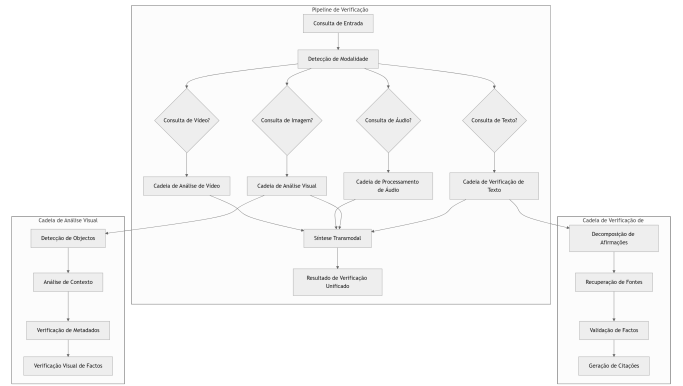 Pipeline de Verificação
Consulta de Entrada
Detecção de Modalidade
Consulta de Vídeo?
Consulta de Imagem?
Consulta de Áudio?
Consulta de Texto?
Cadeia de Análise de Vídeo
Cadeia de Análise Visual
Cadeia de Processamento
de Áudio
Cadeia de Verificação de
Texto
Síntese Transmodal
Resultado de Verificação
Unificado
Cadeia de Análise Visual
Detecção de Objectos
Análise de Contexto
Verificação de Metadados
Verificação Visual de Factos
Cadeia de Verificação de
Decomposição de
Afirmações
Recuperação de Fontes
Validação de Factos
Geração de Citações